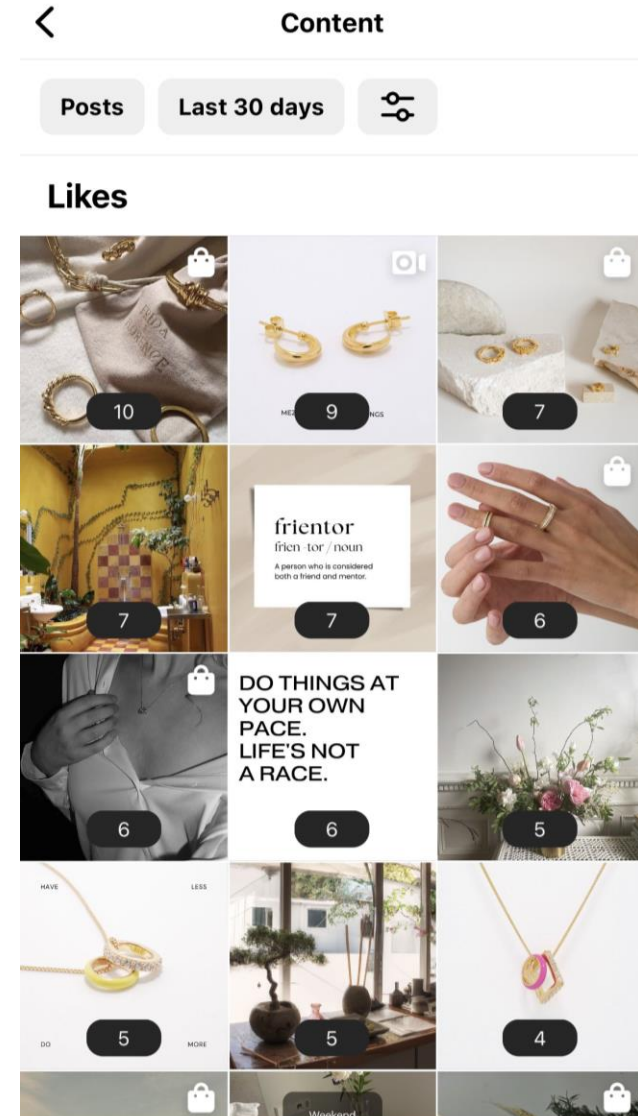 Content
Posts
Last 30 days
Likes
10
9
7
7
frientor
frien -tor / noun
A person who is considered
both a friend and mentor.
7
6
6
DO THINGS AT
YOUR OWN
PACE.
LIFE'S NOT
A RACE.
6
5
HAVE
LESS
DO
5
MORE
5
4
Weekend